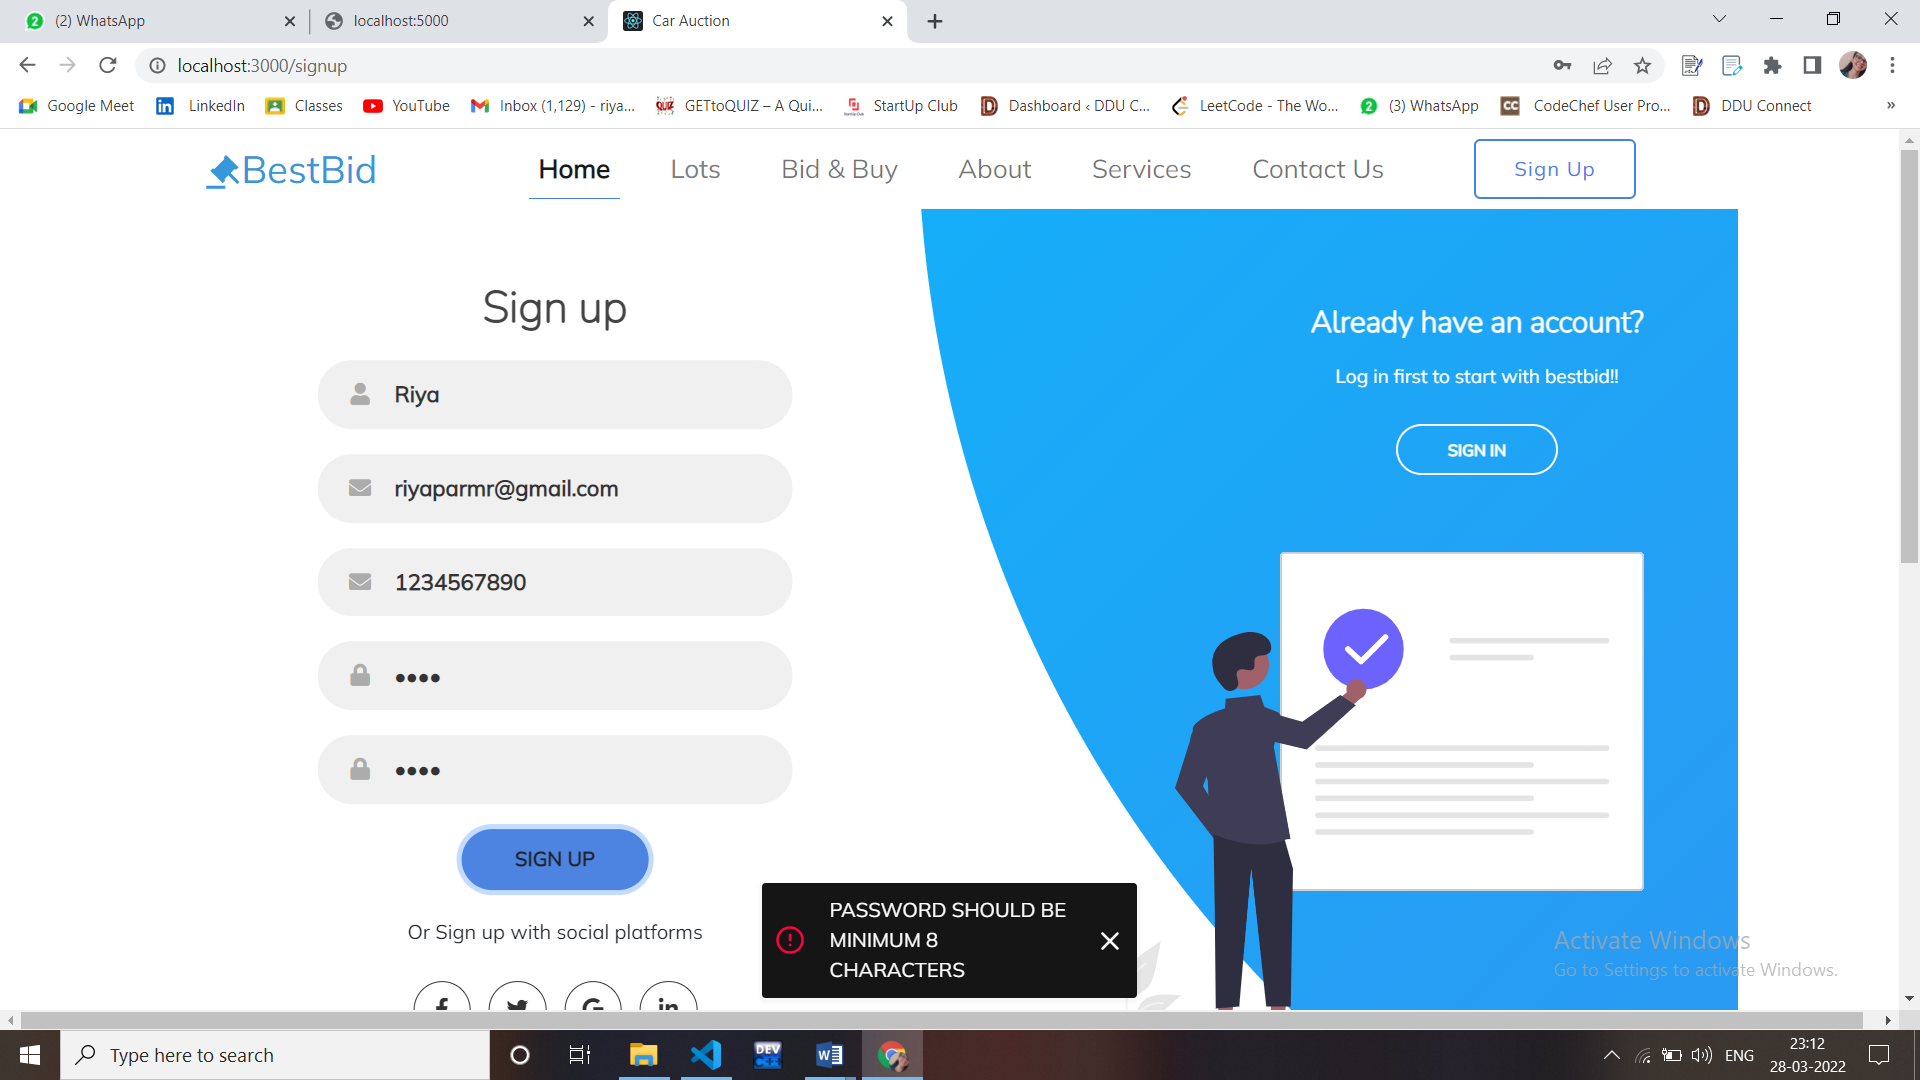 (2) WhatsApp
localhost:5000
Car Auction
localhost:3000/signup
Google Meet
LinkedIn
Classes
YouTube
Inbox (1,129) - riya...
GETtoQUIZ – A Qui...
StartUp Club
Dashboard ‹ DDU C...
LeetCode - The Wo...
(3) WhatsApp
CodeChef User Pro...
DDU Connect
»
BestBid
Home
Lots
Bid & Buy
About
Services
Contact Us
Sign Up
Sign up
Riya
riyaparmr@gmail.com
1234567890
••••
••••
SIGN UP
Or Sign up with social platforms
Already have an account?
Log in first to start with bestbid!!
SIGN IN
PASSWORD SHOULD BE
MINIMUM 8
CHARACTERS
Activate Windows
Go to Settings to activate Windows.
Type here to search
DEV
C++
ENG
23:12
28-03-2022